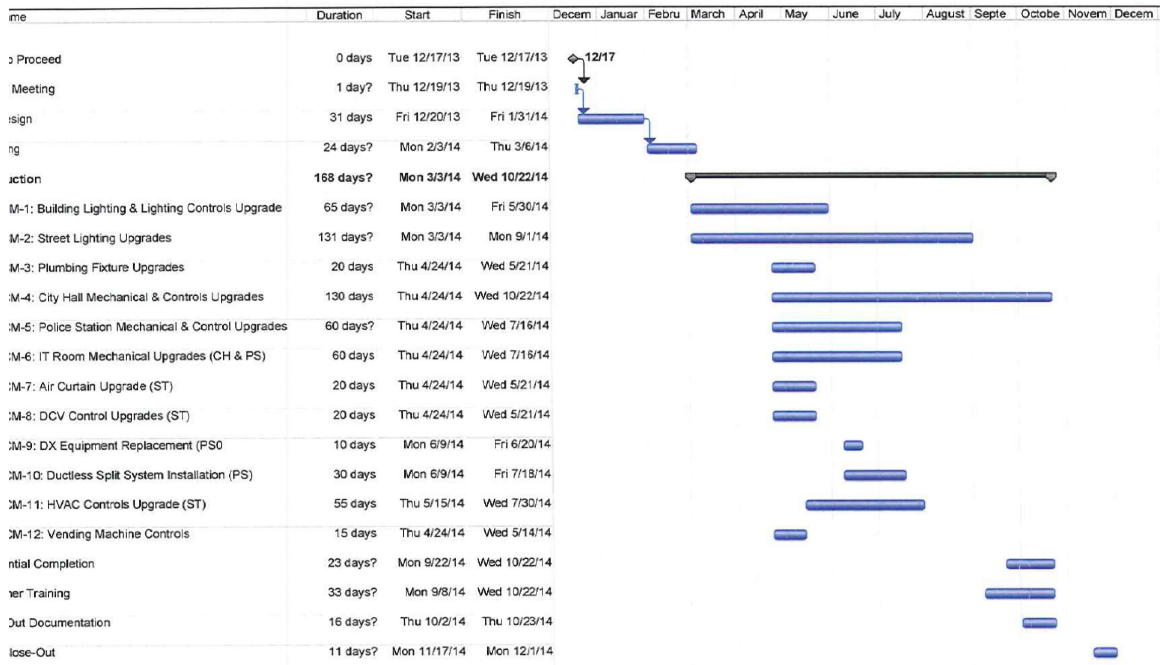 ame Duration Start Finish Decem Januar Febru March April May June July August Septe Octobe Novem Decem
o Proceed 0 days Tue 12/17/13 Tue 12/17/13 12/17
Meeting 1 day? Thu 12/19/13 Thu 12/19/13
esign 31 days Fri 12/20/13 Fri 1/31/14
ng 24 days? Mon 2/3/14 Thu 3/6/14
uction 168 days? Mon 3/3/14 Wed 10/22/14
M-1: Building Lighting & Lighting Controls Upgrade 65 days? Mon 3/3/14 Fri 5/30/14
M-2: Street Lighting Upgrades 131 days? Mon 3/3/14 Mon 9/1/14
M-3: Plumbing Fixture Upgrades 20 days Thu 4/24/14 Wed 5/21/14
CM-4: City Hall Mechanical & Controls Upgrades 130 days Thu 4/24/14 Wed 10/22/14
CM-5: Police Station Mechanical & Control Upgrades 60 days? Thu 4/24/14 Wed 7/16/14
CM-6: IT Room Mechanical Upgrades (CH & PS) 60 days Thu 4/24/14 Wed 7/16/14
CM-7: Air Curtain Upgrade (ST) 20 days Thu 4/24/14 Wed 5/21/14
CM-8: DCV Control Upgrades (ST) 20 days Thu 4/24/14 Wed 5/21/14
CM-9: DX Equipment Replacement (PS0 10 days Mon 6/9/14 Fri 6/20/14
CM-10: Ductless Split System Installation (PS) 30 days Mon 6/9/14 Fri 7/18/14
CM-11: HVAC Controls Upgrade (ST) 55 days Thu 5/15/14 Wed 7/30/14
CM-12: Vending Machine Controls 15 days Thu 4/24/14 Wed 5/14/14
ntial Completion 23 days? Mon 9/22/14 Wed 10/22/14
ner Training 33 days? Mon 9/8/14 Wed 10/22/14
Out Documentation 16 days? Thu 10/2/14 Thu 10/23/14
lose-Out 11 days? Mon 11/17/14 Mon 12/1/14